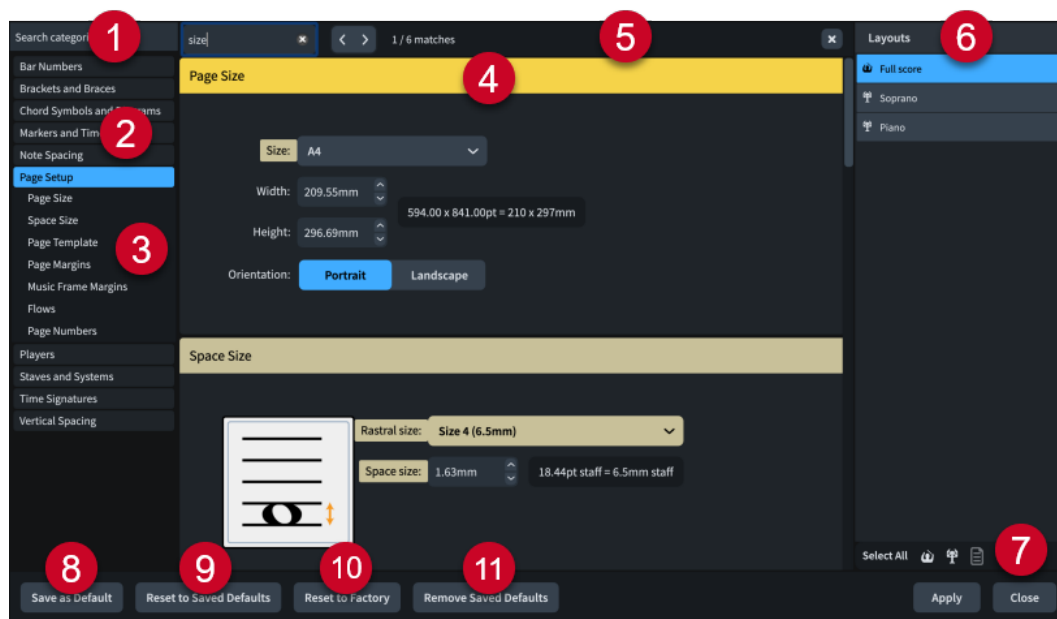 Search categori
1
size
1 / 6 matches
5
Layouts
6
Bar Numbers
Brackets and Braces
Chord Symbols and
Markers and Tim
2
Note Spacing
Page Setup
Page Size
Space Size
Page Template
3
Page Margins
Music Frame Margins
Flows
Page Numbers
Players
Staves and Systems
Time Signatures
Vertical Spacing
Page Size
4
Size: A4
Width: 209.55mm
594.00 x 841.00pt = 210 x 297mm
Height: 296.69mm
Orientation: Portrait Landscape
Space Size
Rastral size: Size 4 (6.5mm)
Space size: 1.63mm 18.44pt staff = 6.5mm staff
Full score
Soprano
Piano
Select All
7
8
9
10
11
Save as Default
Reset to Saved Defaults
Reset to Factory
Remove Saved Defaults
Apply
Close